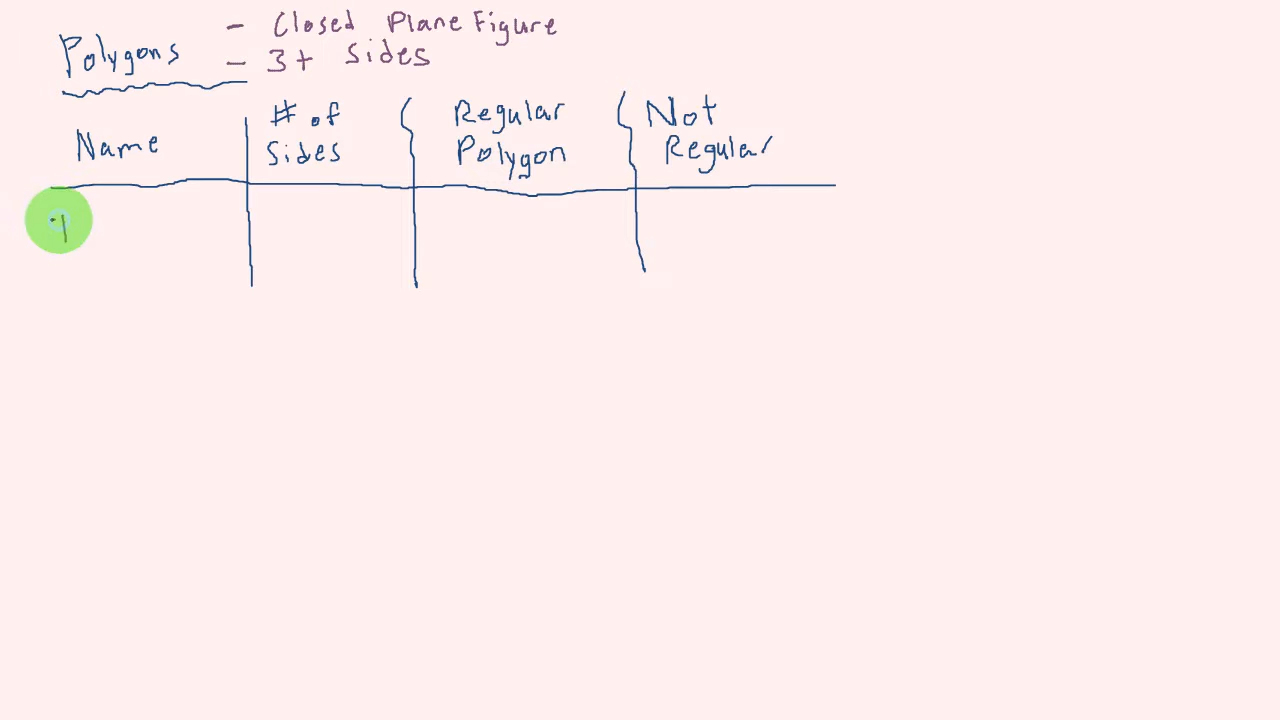 Polygons
- Closed Plane Figure
- 3+ Sides
Name
# of
Sides
Regular
Polygon
Not
Regular